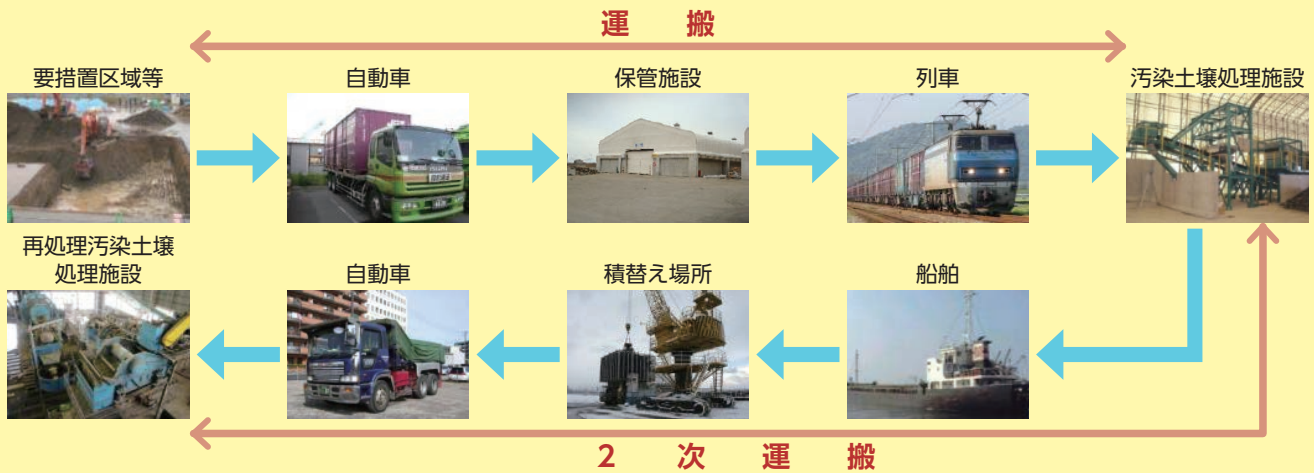 運　搬
要措置区域等
自動車
保管施設
列車
汚染土壌処理施設
再処理汚染土壌
処理施設
自動車
積替え場所
船舶
2　次　運　搬